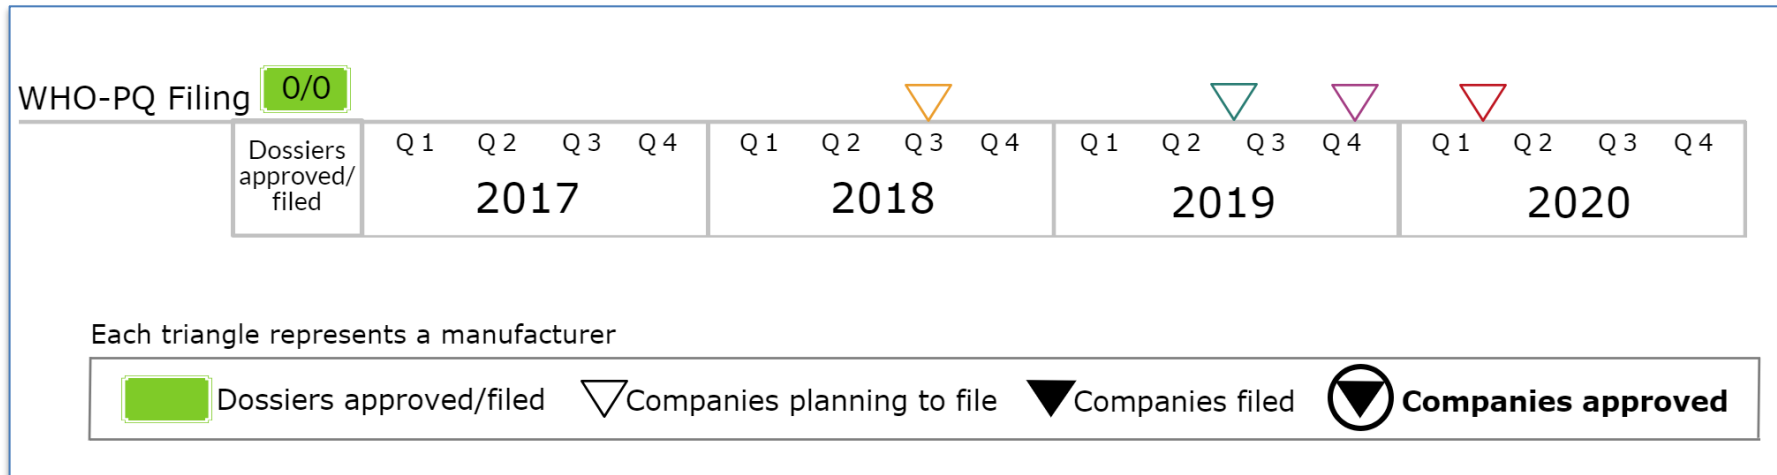 WHO-PQ Filing 0/0
Dossiers approved/ filed
Q 1 Q 2 Q 3 Q 4 Q 1 Q 2 Q 3 Q 4 Q 1 Q 2 Q 3 Q 4 Q 1 Q 2 Q 3 Q 4
2017 2018 2019 2020
Each triangle represents a manufacturer
Dossiers approved/filed Companies planning to file Companies filed Companies approved